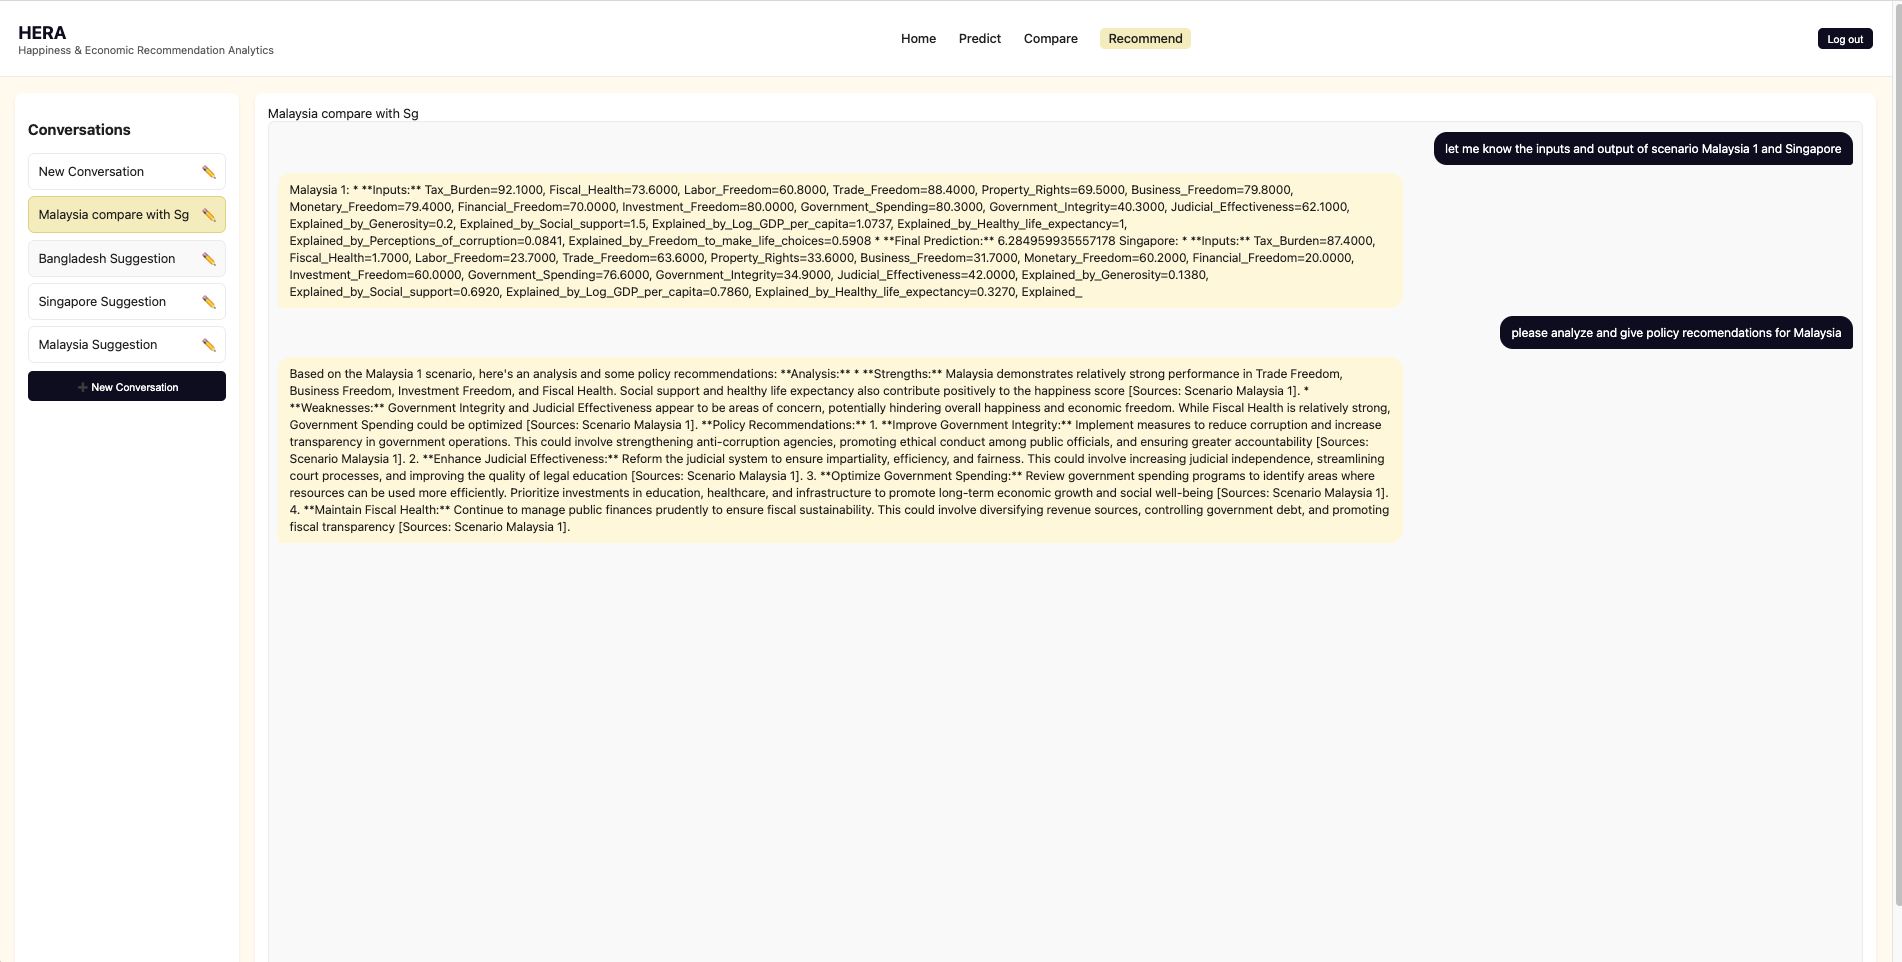 HERA
Happiness & Economic Recommendation Analytics
Home
Predict
Compare
Recommend
Log out
Conversations
New Conversation
Malaysia compare with Sg
Bangladesh Suggestion
Singapore Suggestion
Malaysia Suggestion
➕ New Conversation
Malaysia compare with Sg
let me know the inputs and output of scenario Malaysia 1 and Singapore
Malaysia 1: * **Inputs:** Tax_Burden=92.1000, Fiscal_Health=73.6000, Labor_Freedom=60.8000, Trade_Freedom=88.4000, Property_Rights=69.5000, Business_Freedom=79.8000,
Monetary_Freedom=79.4000, Financial_Freedom=70.0000, Investment_Freedom=80.0000, Government_Spending=80.3000, Government_Integrity=40.3000, Judicial_Effectiveness=62.1000,
Explained_by_Generosity=0.2, Explained_by_Social_support=1.5, Explained_by_Log_GDP_per_capita=1.0737, Explained_by_Healthy_life_expectancy=1,
Explained_by_Perceptions_of_corruption=0.0841, Explained_by_Freedom_to_make_life_choices=0.5908 * **Final Prediction:** 6.284959935557178 Singapore: * **Inputs:** Tax_Burden=87.4000,
Fiscal_Health=1.7000, Labor_Freedom=23.7000, Trade_Freedom=63.6000, Property_Rights=33.6000, Business_Freedom=31.7000, Monetary_Freedom=60.2000, Financial_Freedom=20.0000,
Investment_Freedom=60.0000, Government_Spending=76.6000, Government_Integrity=34.9000, Judicial_Effectiveness=42.0000, Explained_by_Generosity=0.1380,
Explained_by_Social_support=0.6920, Explained_by_Log_GDP_per_capita=0.7860, Explained_by_Healthy_life_expectancy=0.3270, Explained_
please analyze and give policy recomendations for Malaysia
Based on the Malaysia 1 scenario, here's an analysis and some policy recommendations: **Analysis:** * **Strengths:** Malaysia demonstrates relatively strong performance in Trade Freedom,
Business Freedom, Investment Freedom, and Fiscal Health. Social support and healthy life expectancy also contribute positively to the happiness score [Sources: Scenario Malaysia 1]. *
**Weaknesses:** Government Integrity and Judicial Effectiveness appear to be areas of concern, potentially hindering overall happiness and economic freedom. While Fiscal Health is relatively strong,
Government Spending could be optimized [Sources: Scenario Malaysia 1]. **Policy Recommendations:** 1. **Improve Government Integrity:** Implement measures to reduce corruption and increase
transparency in government operations. This could involve strengthening anti-corruption agencies, promoting ethical conduct among public officials, and ensuring greater accountability [Sources:
Scenario Malaysia 1]. 2. **Enhance Judicial Effectiveness:** Reform the judicial system to ensure impartiality, efficiency, and fairness. This could involve increasing judicial independence, streamlining
court processes, and improving the quality of legal education [Sources: Scenario Malaysia 1]. 3. **Optimize Government Spending:** Review government spending programs to identify areas where
resources can be used more efficiently. Prioritize investments in education, healthcare, and infrastructure to promote long-term economic growth and social well-being [Sources: Scenario Malaysia 1].
4. **Maintain Fiscal Health:** Continue to manage public finances prudently to ensure fiscal sustainability. This could involve diversifying revenue sources, controlling government debt, and promoting
fiscal transparency [Sources: Scenario Malaysia 1].